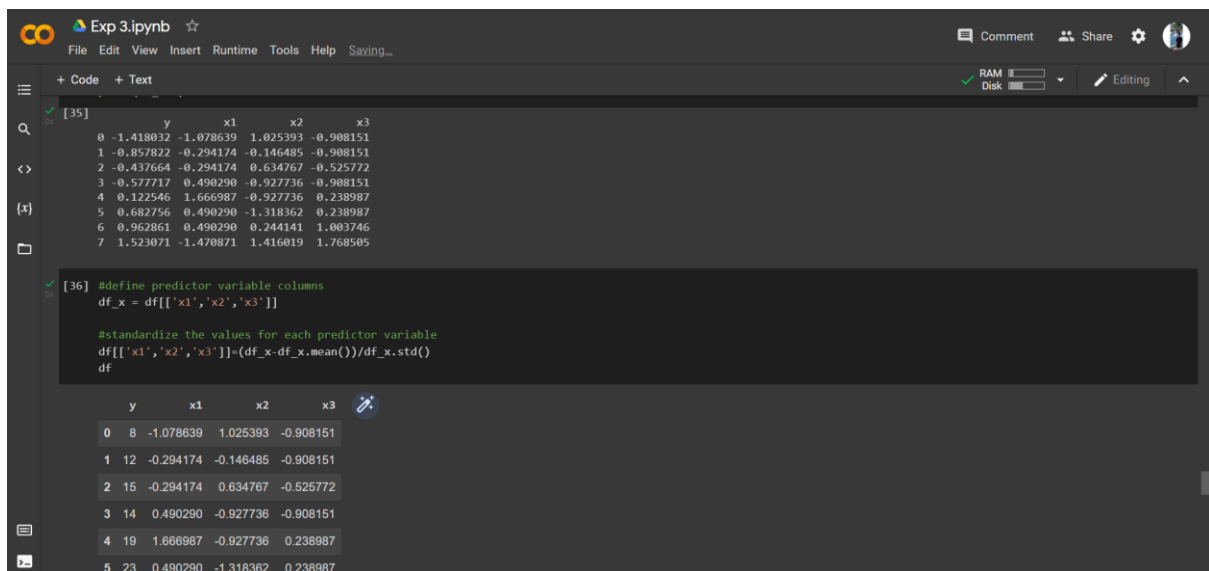 CO Exp 3.ipynb
File Edit View Insert Runtime Tools Help Saving...
Comment Share
+ Code + Text
RAM
Disk
Editing
[35]
y x1 x2 x3
0 -1.418032 -1.078639 1.025393 -0.908151
1 -0.857822 -0.294174 -0.146485 -0.908151
2 -0.437664 -0.294174 0.634767 -0.525772
3 -0.577717 0.490290 -0.927736 -0.908151
4 0.122546 1.666987 -0.927736 0.238987
5 0.682756 0.490290 -1.318362 0.238987
6 0.962861 0.490290 0.244141 1.003746
7 1.523071 -1.470871 1.416019 1.768505
[36] #define predictor variable columns
df_x = df[['x1','x2','x3']]
#standardize the values for each predictor variable
df[['x1','x2','x3']]=(df_x-df_x.mean())/df_x.std()
df
y x1 x2 x3
0 8 -1.078639 1.025393 -0.908151
1 12 -0.294174 -0.146485 -0.908151
2 15 -0.294174 0.634767 -0.525772
3 14 0.490290 -0.927736 -0.908151
4 19 1.666987 -0.927736 0.238987
5 23 0.490290 -1.318362 0.238987